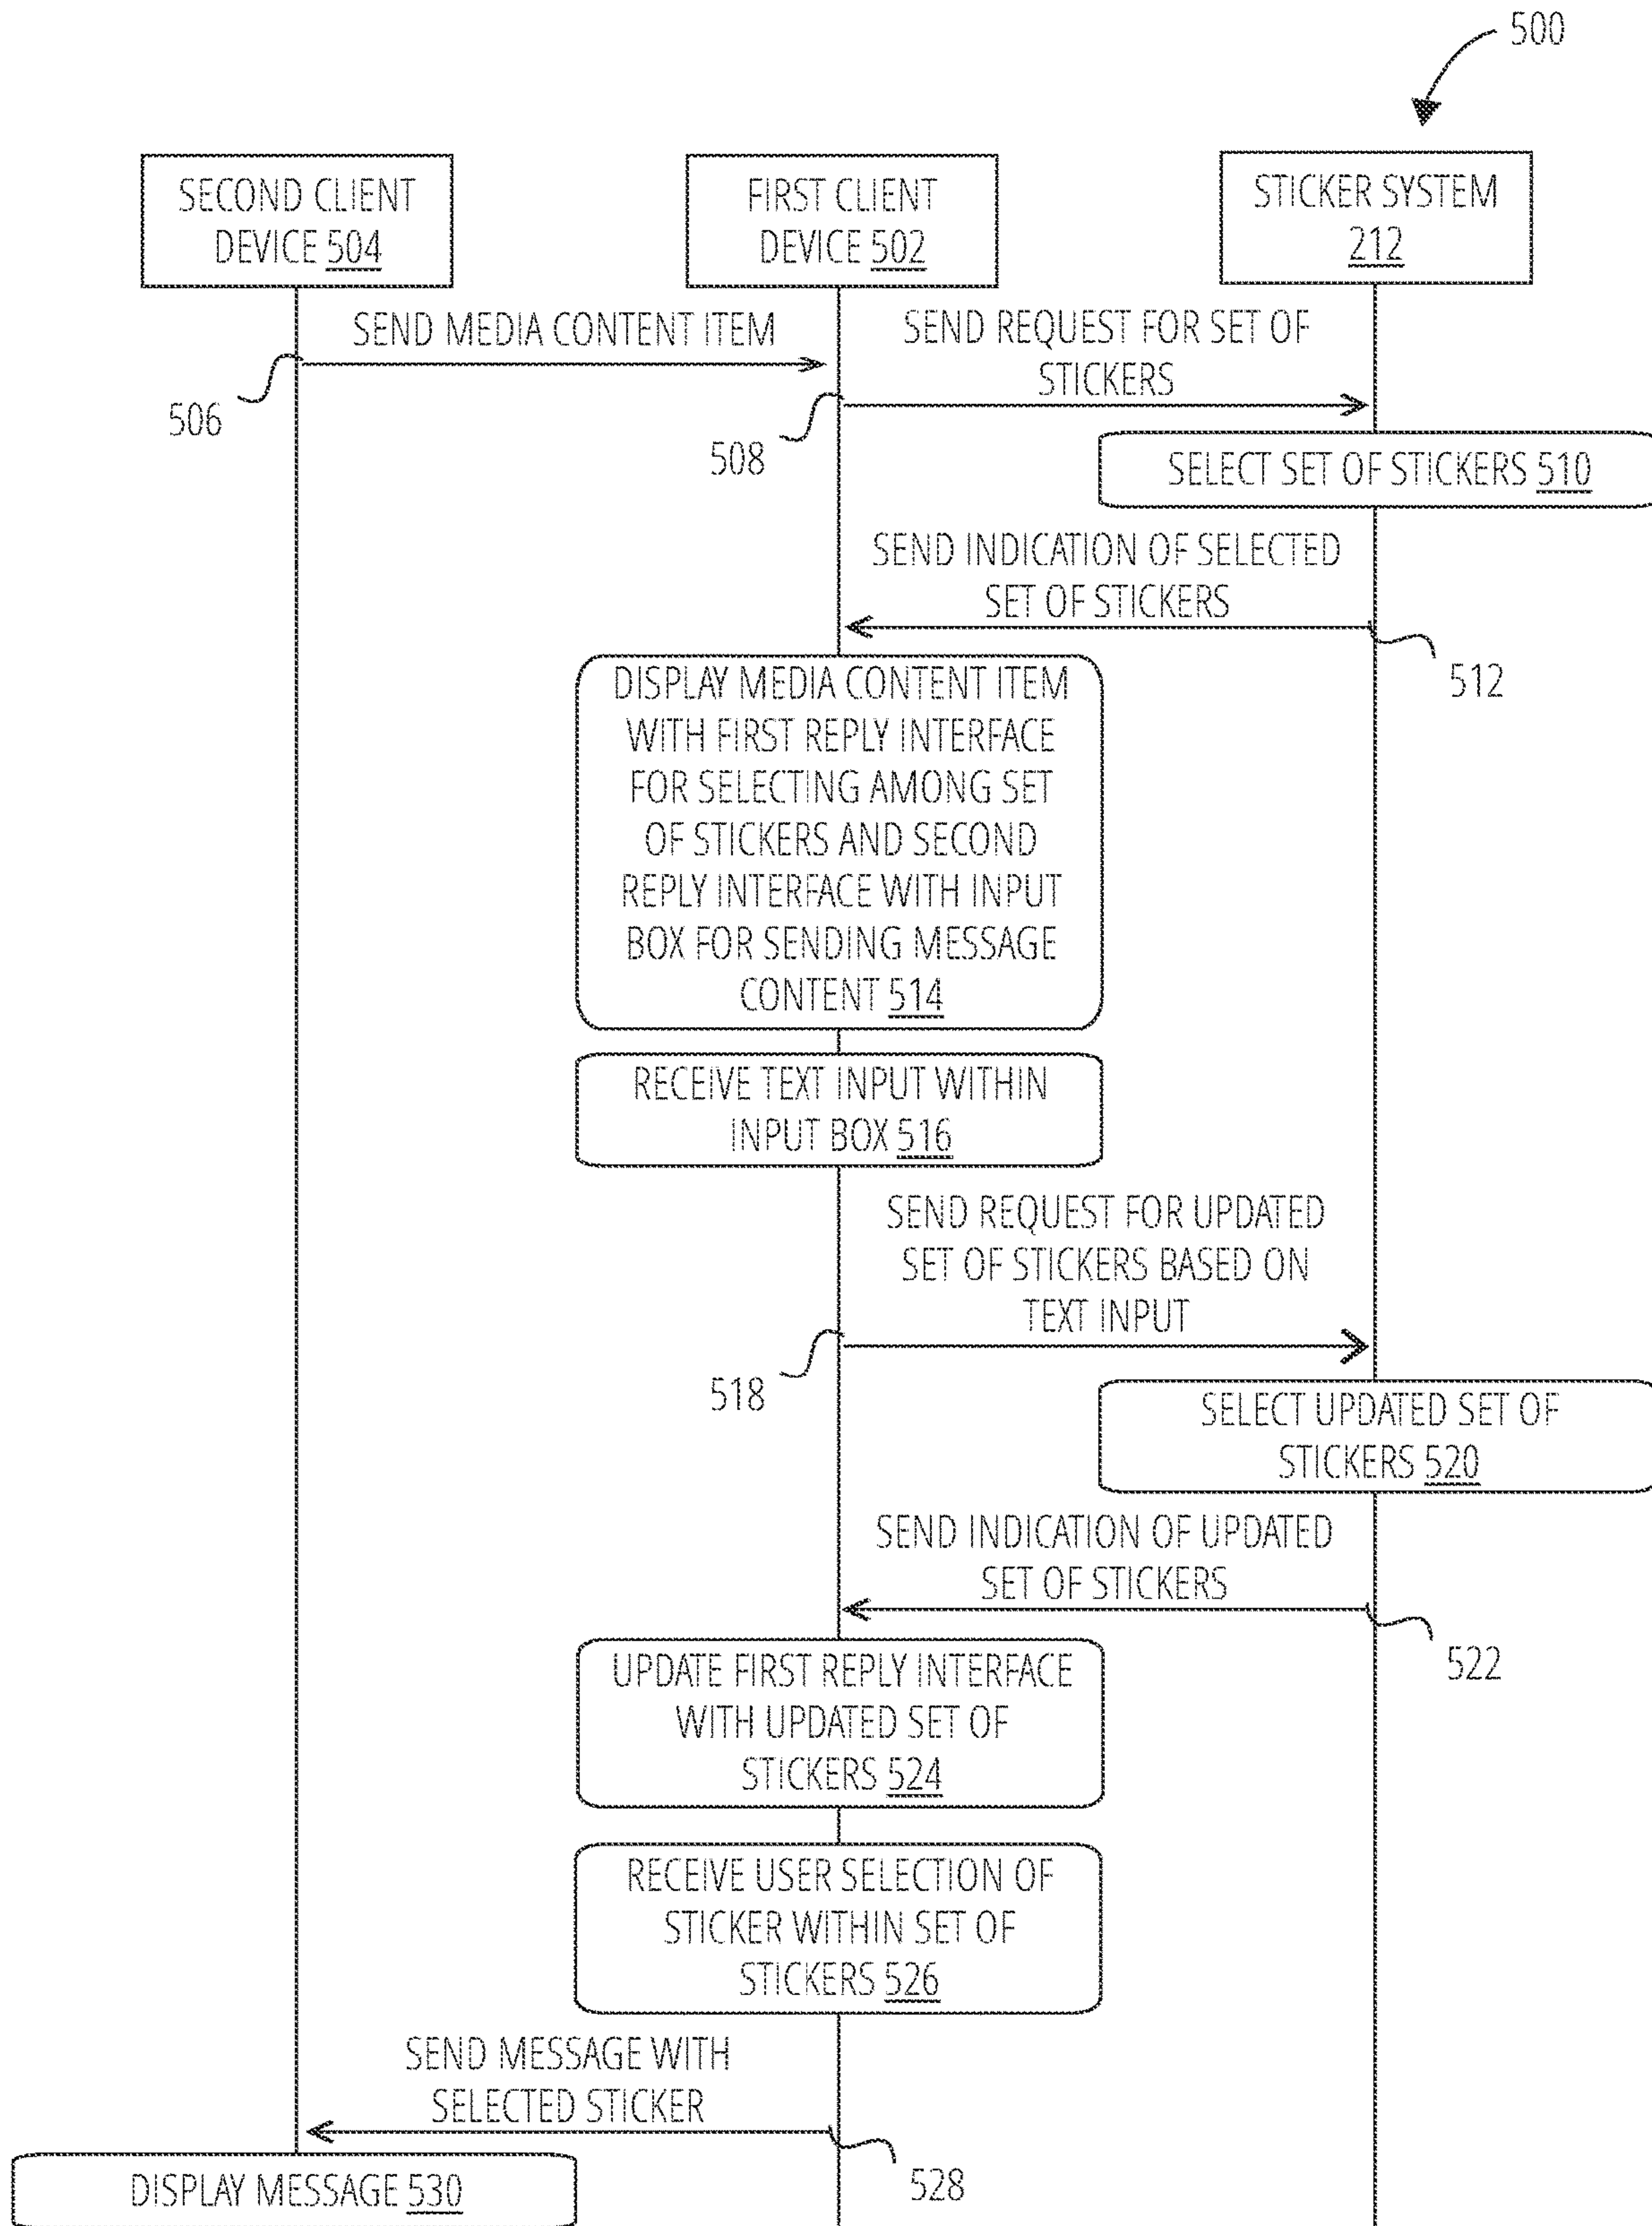 500
SECOND CLIENT
DEVICE 504
FIRST CLIENT
DEVICE 502
STICKER SYSTEM
212
SEND MEDIA CONTENT ITEM
506
SEND REQUEST FOR SET OF
STICKERS
508
SELECT SET OF STICKERS 510
SEND INDICATION OF SELECTED
SET OF STICKERS
512
DISPLAY MEDIA CONTENT ITEM
WITH FIRST REPLY INTERFACE
FOR SELECTING AMONG SET
OF STICKERS AND SECOND
REPLY INTERFACE WITH INPUT
BOX FOR SENDING MESSAGE
CONTENT 514
RECEIVE TEXT INPUT WITHIN
INPUT BOX 516
SEND REQUEST FOR UPDATED
SET OF STICKERS BASED ON
TEXT INPUT
518
SELECT UPDATED SET OF
STICKERS 520
SEND INDICATION OF UPDATED
SET OF STICKERS
522
UPDATE FIRST REPLY INTERFACE
WITH UPDATED SET OF
STICKERS 524
RECEIVE USER SELECTION OF
STICKER WITHIN SET OF
STICKERS 526
SEND MESSAGE WITH
SELECTED STICKER
528
DISPLAY MESSAGE 530